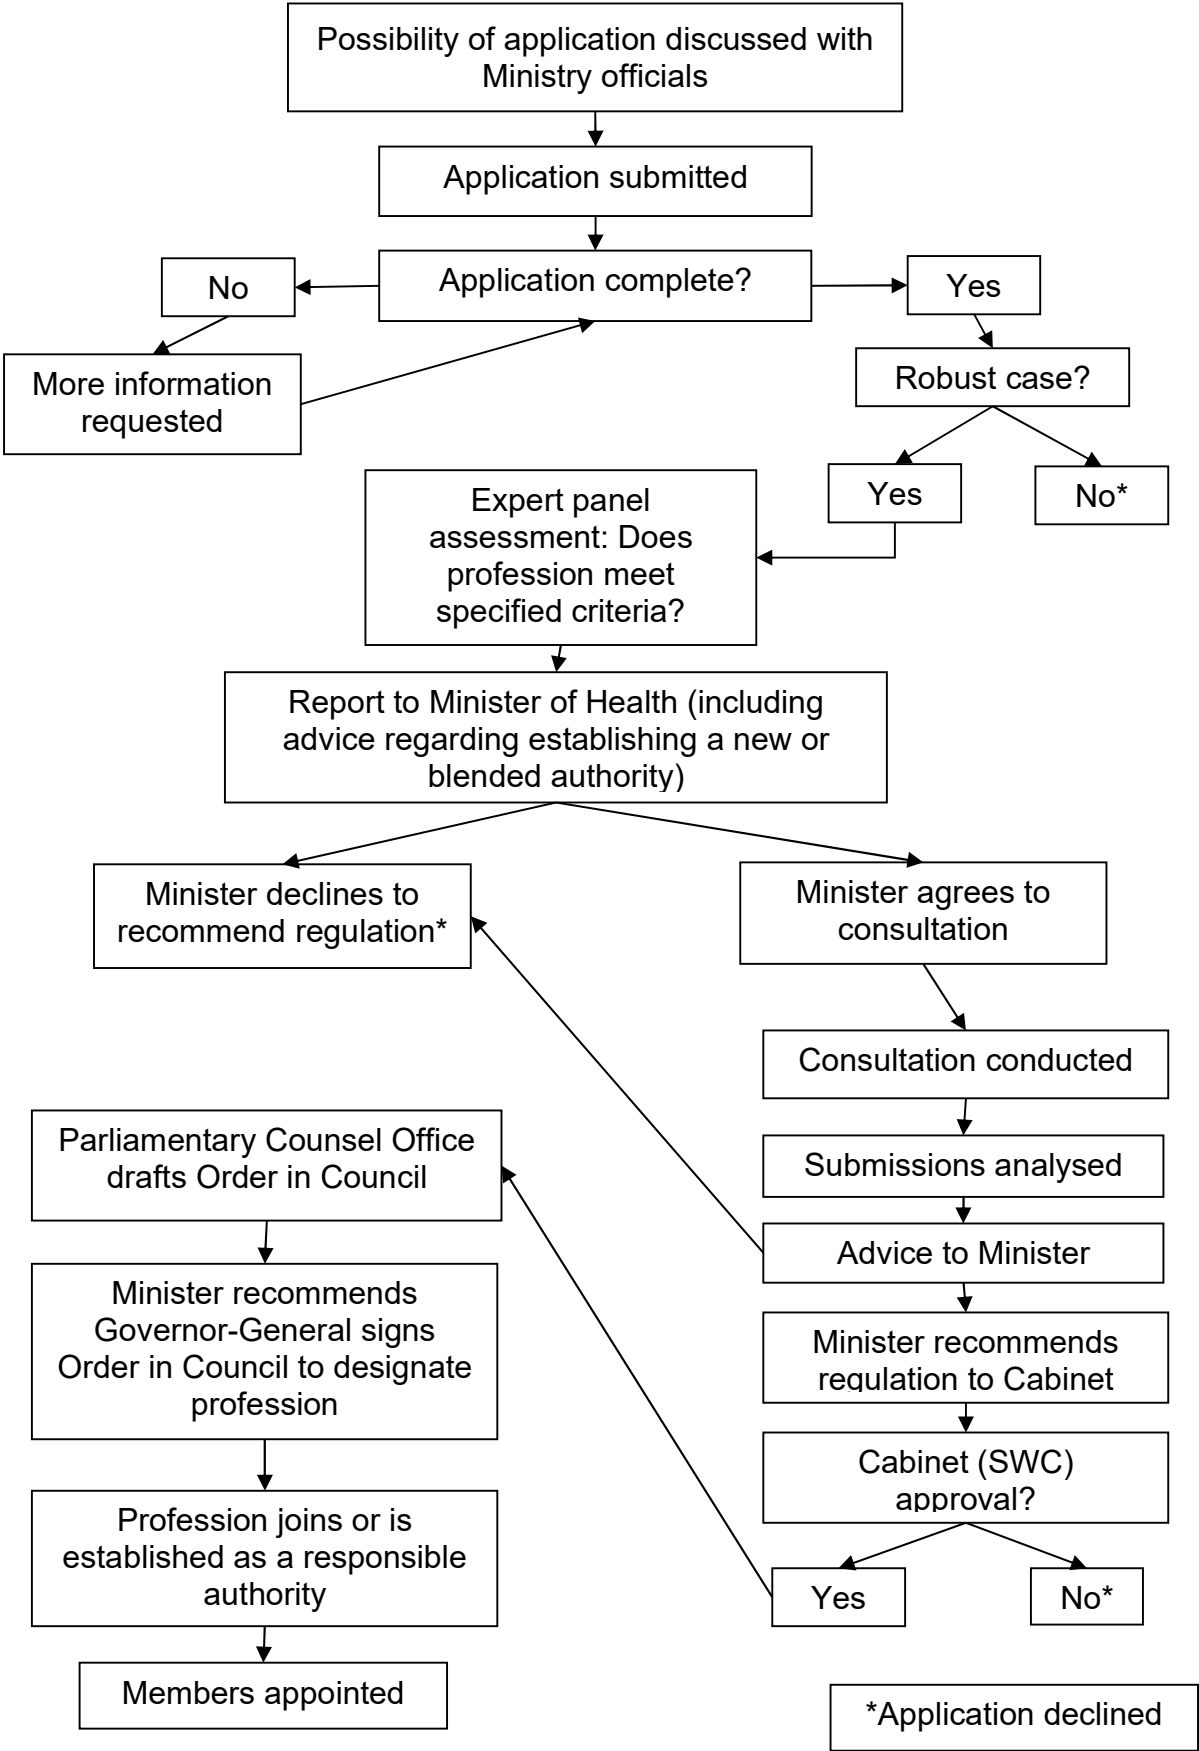 Possibility of application discussed with
Ministry officials
Application submitted
Application complete?
No
Yes
More information
requested
Robust case?
Yes
No*
Expert panel
assessment: Does
profession meet
specified criteria?
Report to Minister of Health (including
advice regarding establishing a new or
blended authority)
Minister declines to
recommend regulation*
Minister agrees to
consultation
Consultation conducted
Submissions analysed
Advice to Minister
Minister recommends
regulation to Cabinet
Cabinet (SWC)
approval?
Yes
No*
Parliamentary Counsel Office
drafts Order in Council
Minister recommends
Governor-General signs
Order in Council to designate
profession
Profession joins or is
established as a responsible
authority
Members appointed
*Application declined